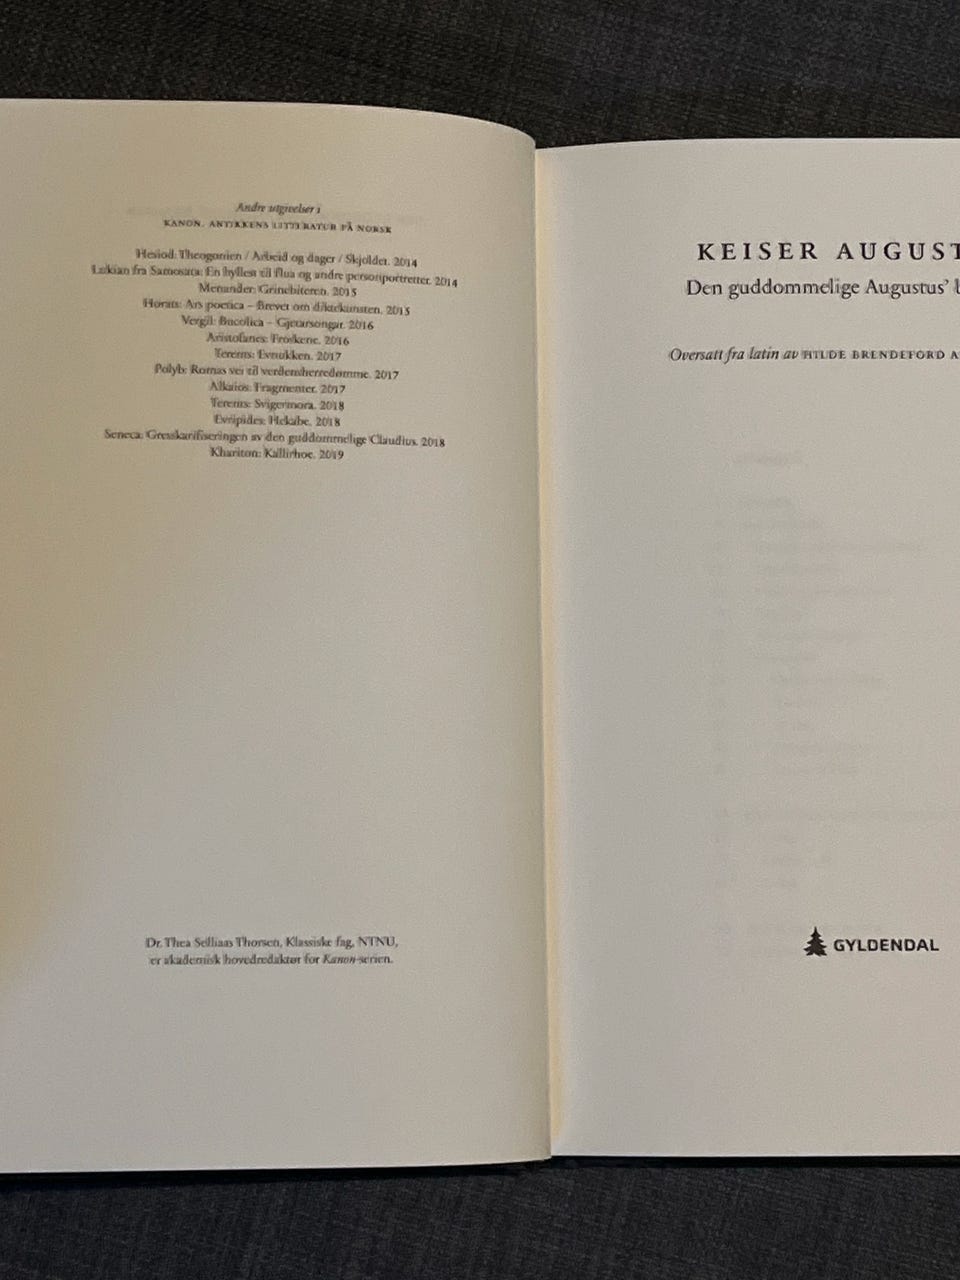 Andre utgivelser i
KANON. ANTIKKENS LITTERATUR PÅ NORSK
Hesiod: Theogonien / Arbeid og dager / Skjoldet. 2014
Lukian fra Samosata: En hyllest til flua og andre personportretter. 2014
Menander: Grinebiteren. 2015
Horats: Ars poetica – Brevet om diktekunsten. 2015
Vergil: Bucolica – Gjetarsongar. 2016
Aristofanes: Froskene. 2016
Terents: Evnukken. 2017
Polyb: Romas vei til verdensherredømme. 2017
Alkaios: Fragmenter. 2017
Terents: Svigermora. 2018
Evripides: Hekabe. 2018
Seneca: Gresskarifiseringen av den guddommelige Claudius. 2018
Khariton: Kallirhoe. 2019
Dr. Thea Selliaas Thorsen, Klassiske fag, NTNU,
er akademisk hovedredaktør for Kanon-serien.
KEISER AUGUST
Den guddommelige Augustus’
Oversatt fra latin av HILDE BRENDEFORD
GYLDENDAL